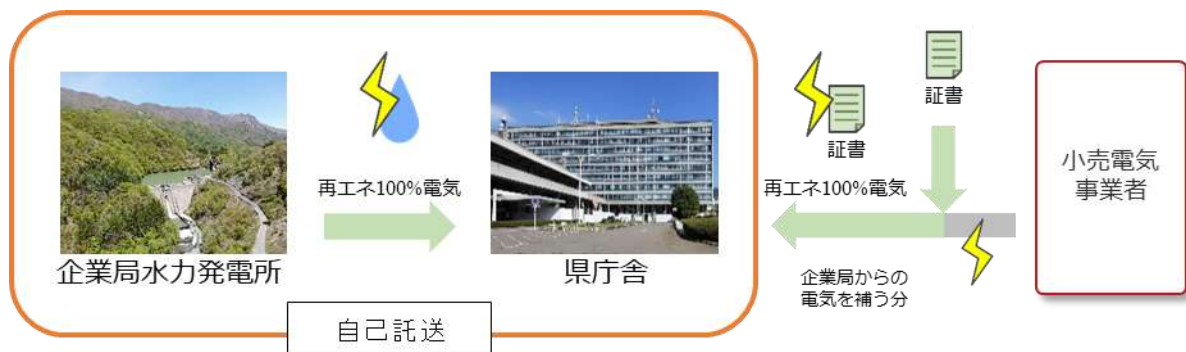 再エネ100%電気
企業局水力発電所
県庁舎
自己託送
証書
証書
再エネ100%電気
企業局からの
電気を補う分
小売電気
事業者